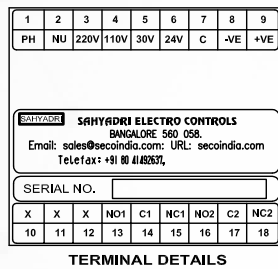 1 2 3 4 5 6 7 8 9
PH NU 220V 110V 30V 24V C -VE +VE
SAHYADRI SAHYADRI ELECTRO CONTROLS
BANGALORE 560 058.
Email: sales@secoindia.com: URL: secoindia.com
Telefax: +91 80 41492637,
SERIAL NO.
X X X NO1 C1 NC1 NO2 C2 NC2
10 11 12 13 14 15 16 17 18
TERMINAL DETAILS